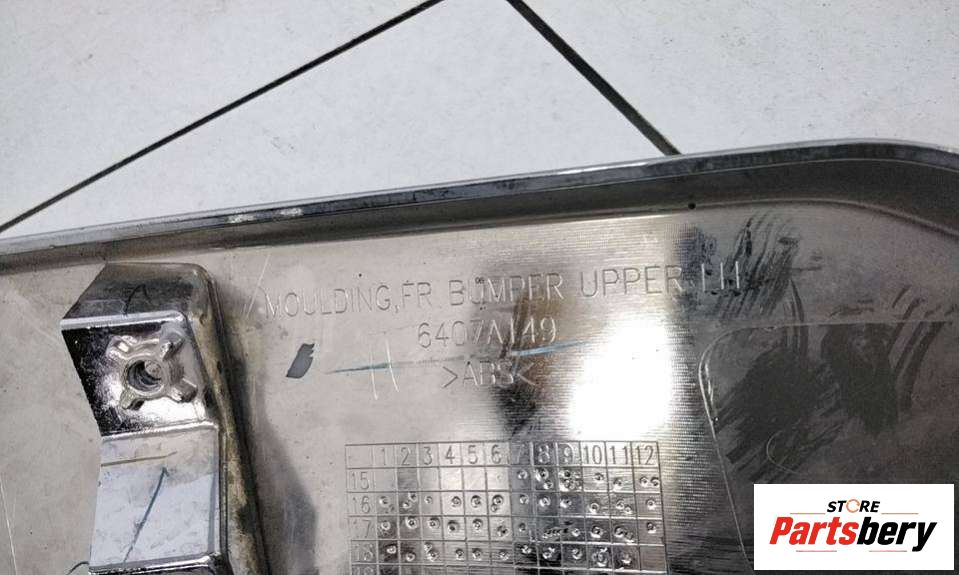 MOULDING,FR BUMPER UPPER LH
6407A149
>ABS<
1 2 3 4 5 6 7 8 9 10 11 12
15
16
17
18
STORE
Partsbery